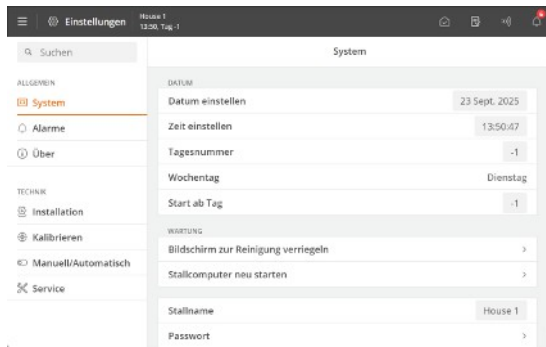 Einstellungen
House 1
13:50, Tag -1
Suchen
System
ALLGEMEIN
System
Alarme
Über
TECHNIK
Installation
Kalibrieren
Manuell/Automatisch
Service
DATUM
Datum einstellen 23 Sept. 2025
Zeit einstellen 13:50:47
Tagesnummer -1
Wochentag Dienstag
Start ab Tag -1
WARTUNG
Bildschirm zur Reinigung verriegeln
Stallcomputer neu starten
Stallname House 1
Passwort